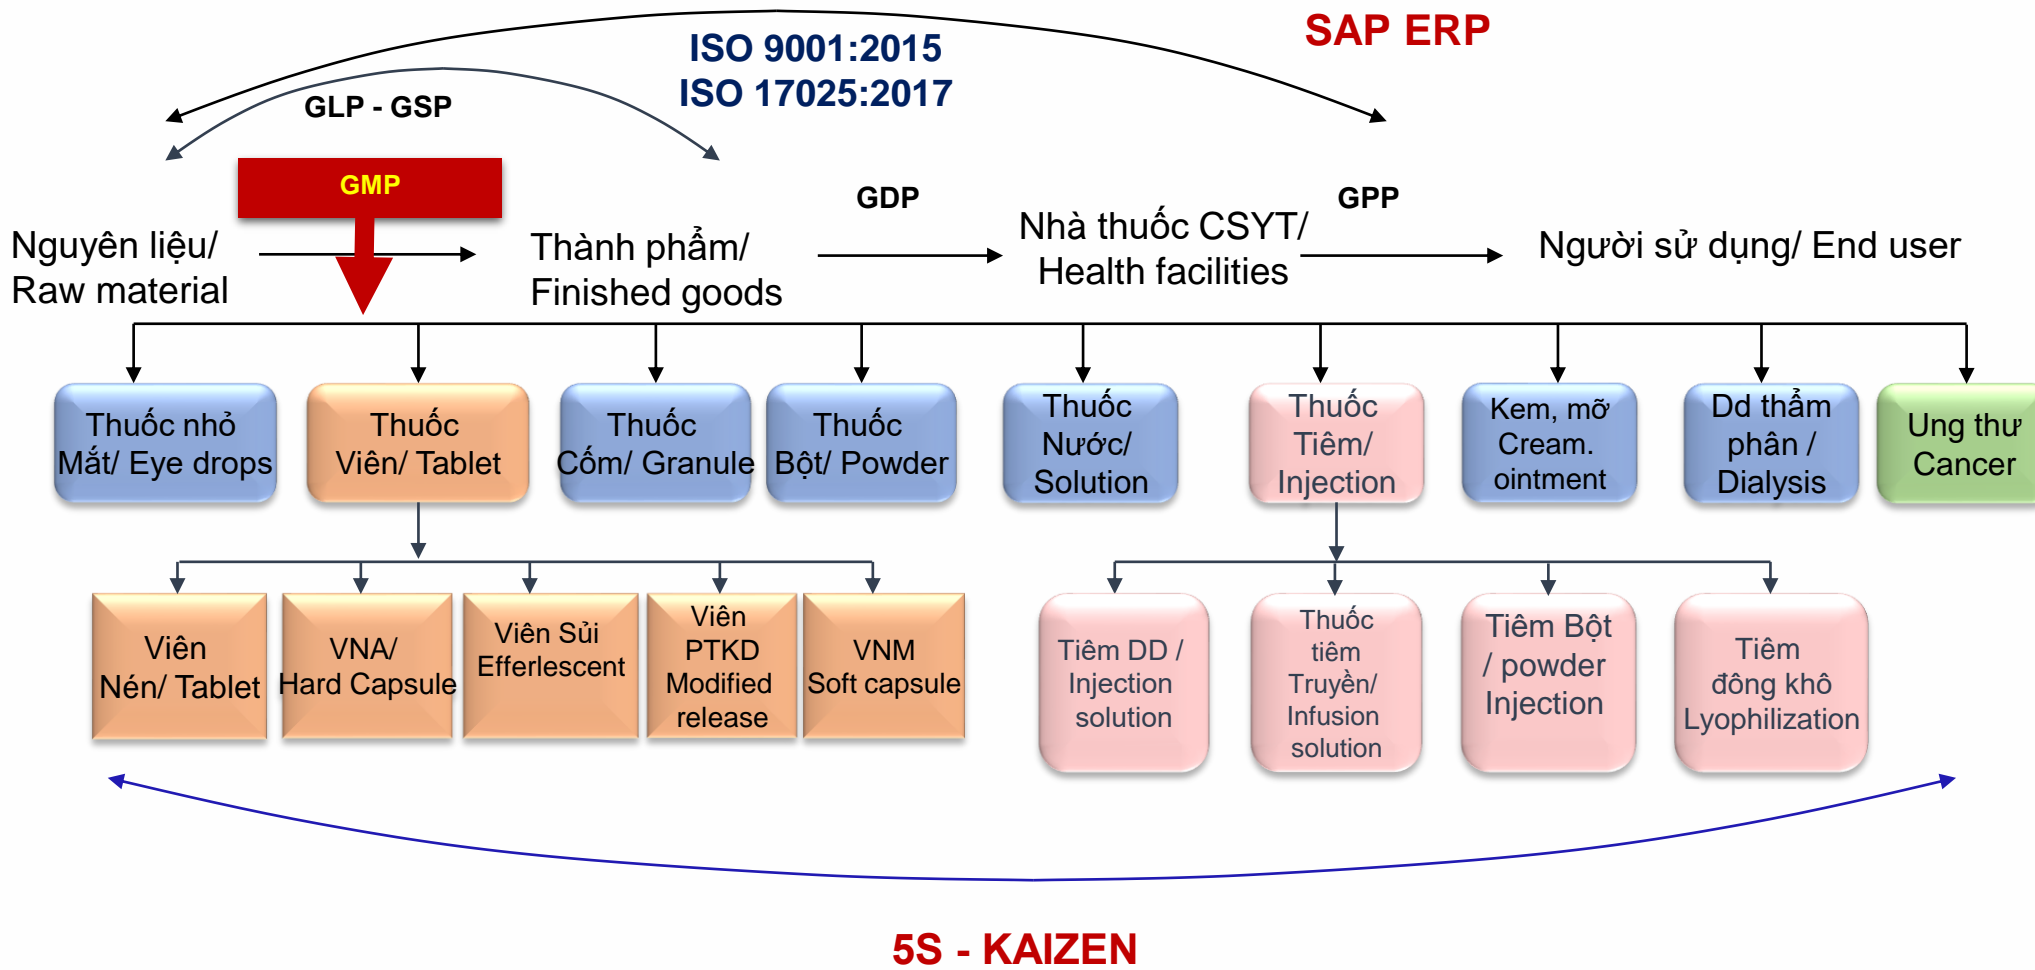 SAP ERP
ISO 9001:2015
ISO 17025:2017
GLP - GSP
GMP
GDP
GPP
Nguyên liệu/
Raw material
Thành phẩm/
Finished goods
Nhà thuốc CSYT/
Health facilities
Người sử dụng/ End user
Thuốc nhỏ
Mắt/ Eye drops
Thuốc
Viên/ Tablet
Thuốc
Cốm/ Granule
Thuốc
Bột/ Powder
Thuốc
Nước/
Solution
Thuốc
Tiêm/
Injection
Kem, mỡ
Cream.
ointment
Dd thẩm
phân /
Dialysis
Ung thư
Cancer
Viên
Nén/ Tablet
VNA/
Hard Capsule
Viên Sủi
Efferlescent
Viên
PTKD
Modified
release
VNM
Soft capsule
Tiêm DD /
Injection
solution
Thuốc
tiêm
Truyền/
Infusion
solution
Tiêm Bột
/ powder
Injection
Tiêm
đông khô
Lyophilization
5S - KAIZEN